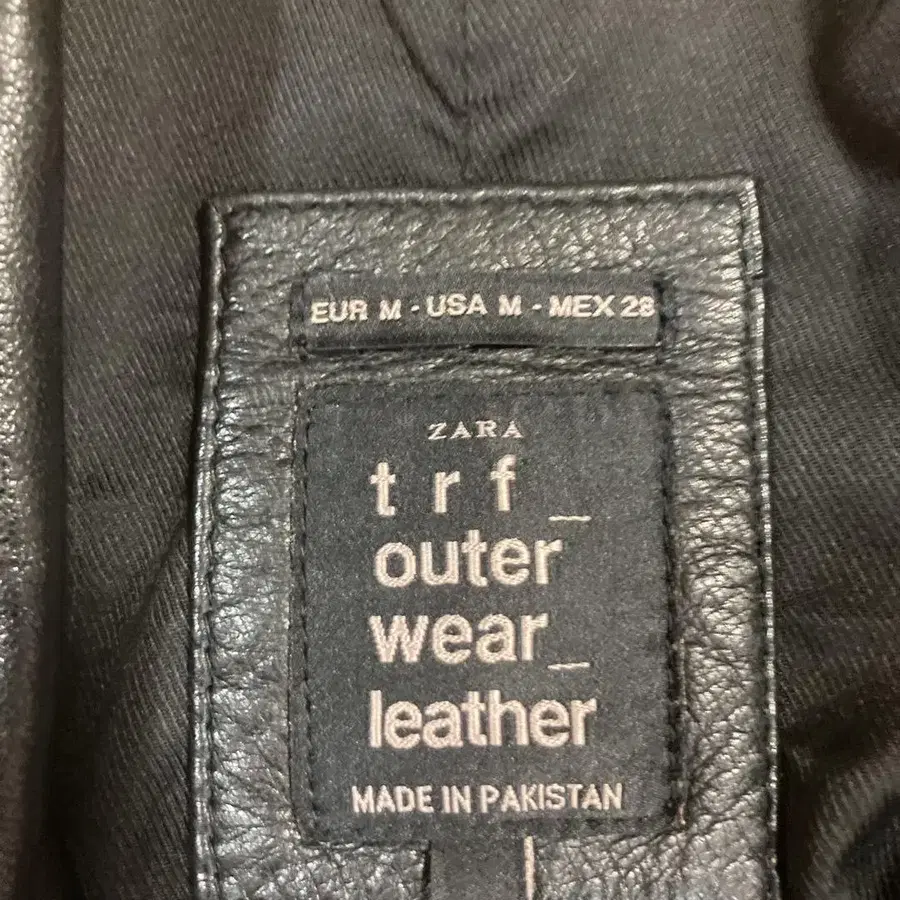 EUR M - USA M - MEX 28
ZARA
t r f _
outer
wear_
leather
MADE IN PAKISTAN